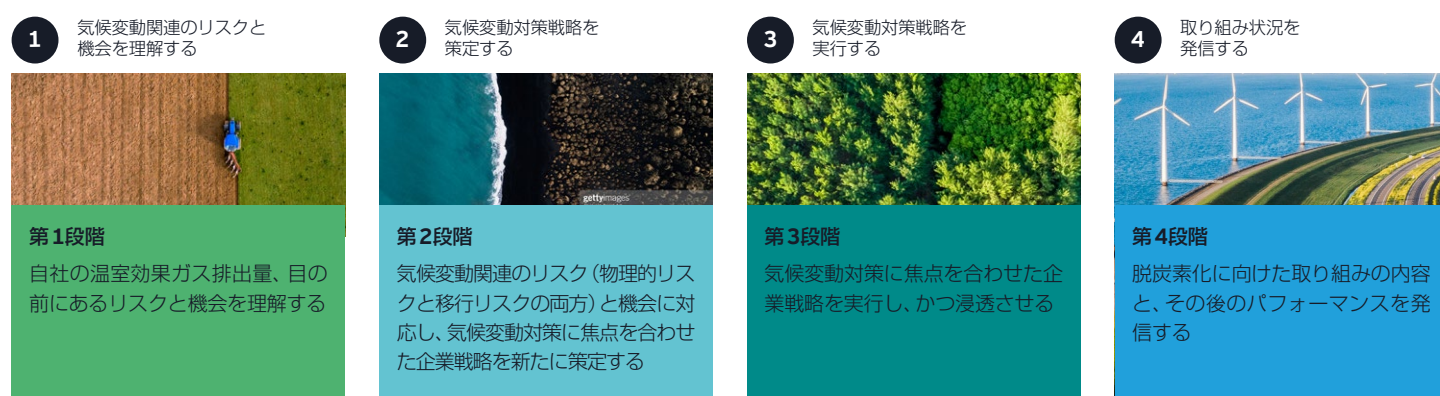 1
気候変動関連のリスクと
機会を理解する
第1段階
自社の温室効果ガス排出量、目の
前にあるリスクと機会を理解する
2
気候変動対策戦略を
策定する
gettyimages
第2段階
気候変動関連のリスク(物理的リス
クと移行リスクの両方)と機会に対
応し、気候変動対策に焦点を合わせ
た企業戦略を新たに策定する
3
気候変動対策戦略を
実行する
第3段階
気候変動対策に焦点を合わせた企
業戦略を実行し、かつ浸透させる
4
取り組み状況を
発信する
第4段階
脱炭素化に向けた取り組みの内容
と、その後のパフォーマンスを発
信する